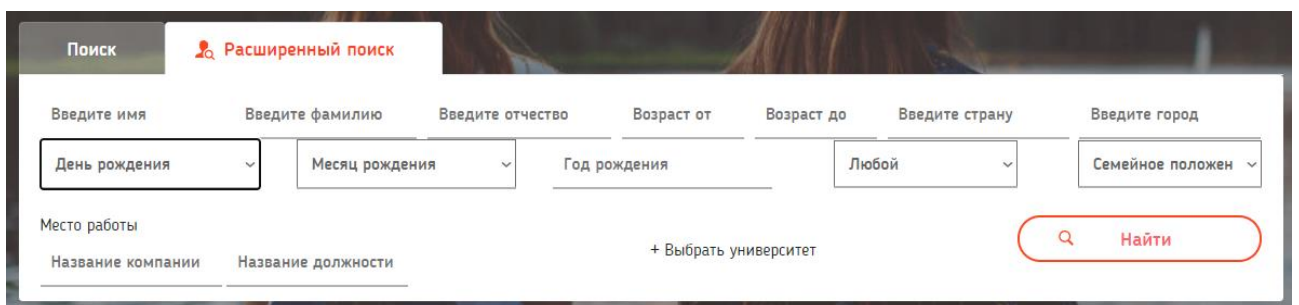 Поиск Расширенный поиск
Введите имя Введите фамилию Введите отчество Возраст от Возраст до Введите страну Введите город
День рождения Месяц рождения Год рождения Любой Семейное положен
Место работы
+ Выбрать университет Найти
Название компании Название должности